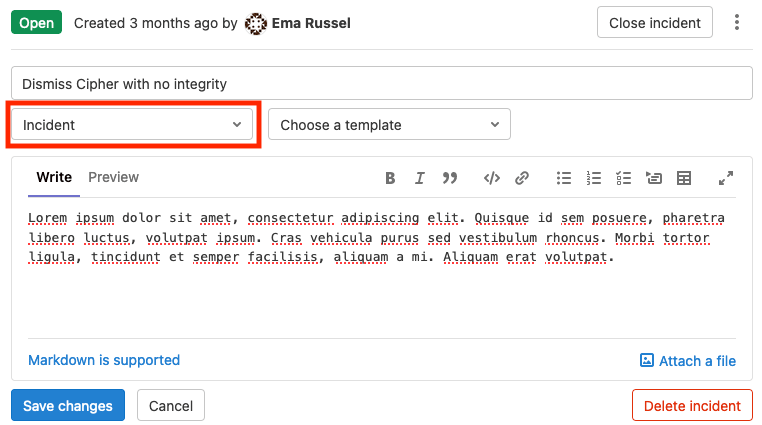 Open Created 3 months ago by Ema Russel Close incident
Dismiss Cipher with no integrity
Incident Choose a template
Write Preview
Lorem ipsum dolor sit amet, consectetur adipiscing elit. Quisque id sem posuere, pharetra
libero luctus, volutpat ipsum. Cras vehicula purus sed vestibulum rhoncus. Morbi tortor
ligula, tincidunt et semper facilisis, aliquam a mi. Aliquam erat volutpat.
Markdown is supported Attach a file
Save changes Cancel Delete incident